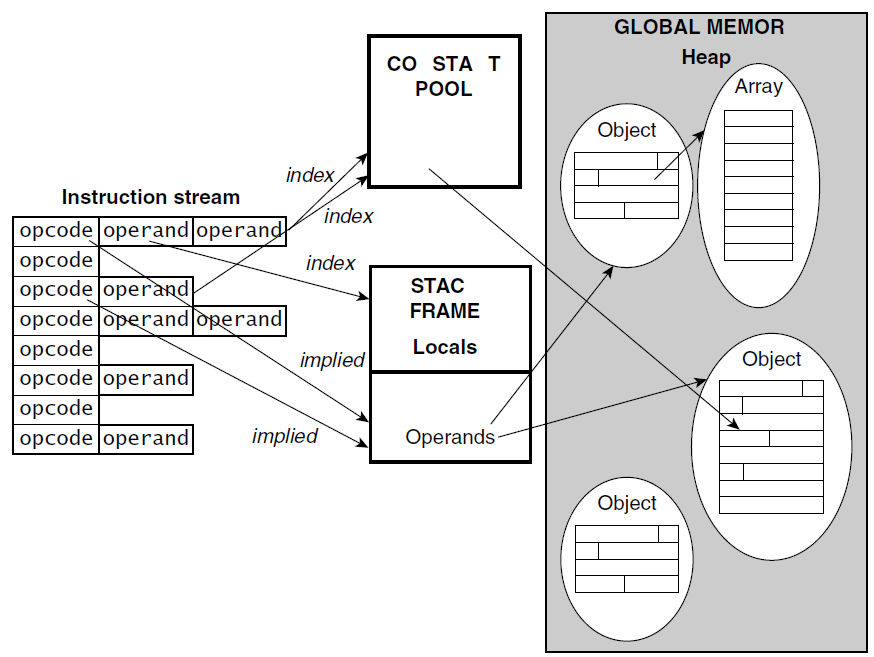 GLOBAL MEMOR
Heap
Array
Object
CO STA T
POOL
index
Instruction stream
index
opcode operand operand
opcode
index
opcode operand
STAC
FRAME
Locals
opcode operand operand
opcode
implied
Object
opcode operand
opcode
opcode operand
implied
Operands
Object